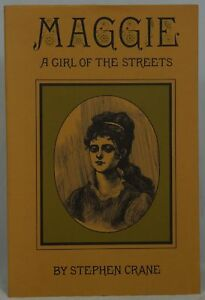 MAGGIE
A GIRL OF THE STREETS
BY STEPHEN CRANE